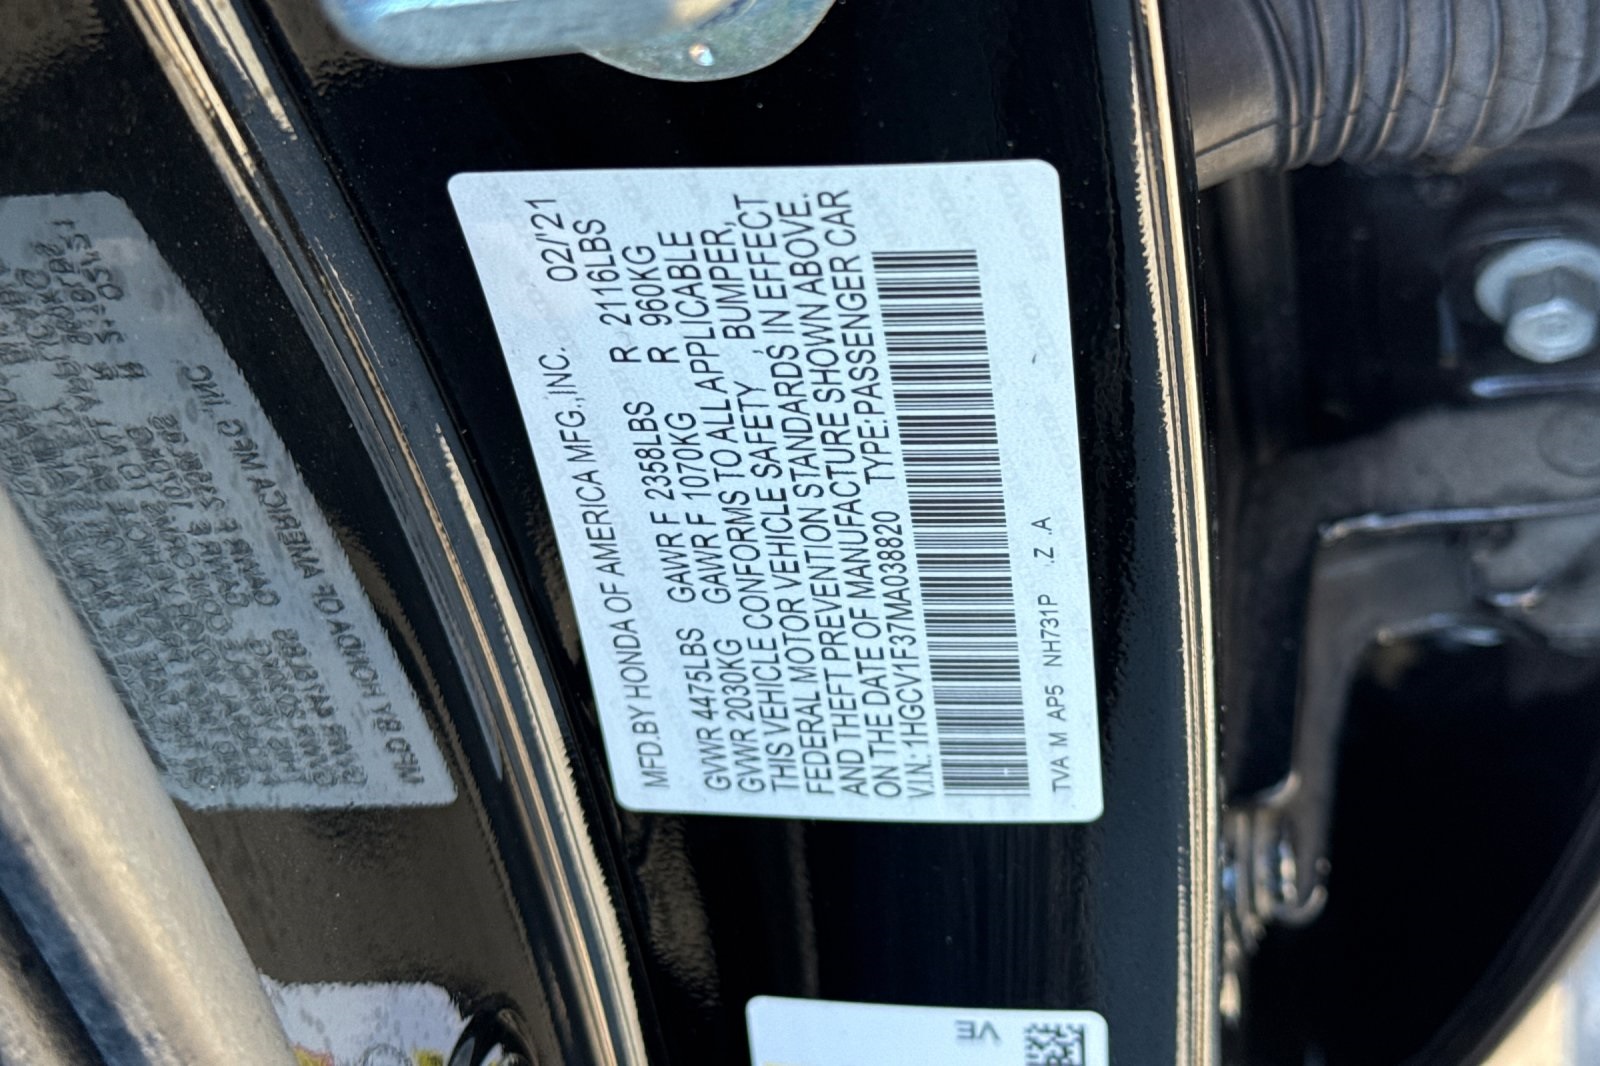 MFD.BY HONDA OF AMERICA MFG.,INC. 02/'21
GVWR 4475LBS GAWR F 2358LBS R 2116LBS
GVWR 2030KG GAWR F 1070KG R 960KG
THIS VEHICLE CONFORMS TO ALL APPLICABLE
FEDERAL MOTOR VEHICLE SAFETY , BUMPER,
AND THEFT PREVENTION STANDARDS IN EFFECT
ON THE DATE OF MANUFACTURE SHOWN ABOVE.
V.I.N.: 1HGCV1F37MA038820 TYPE:PASSENGER CAR
TVA M AP5 NH731P .Z .A
VE